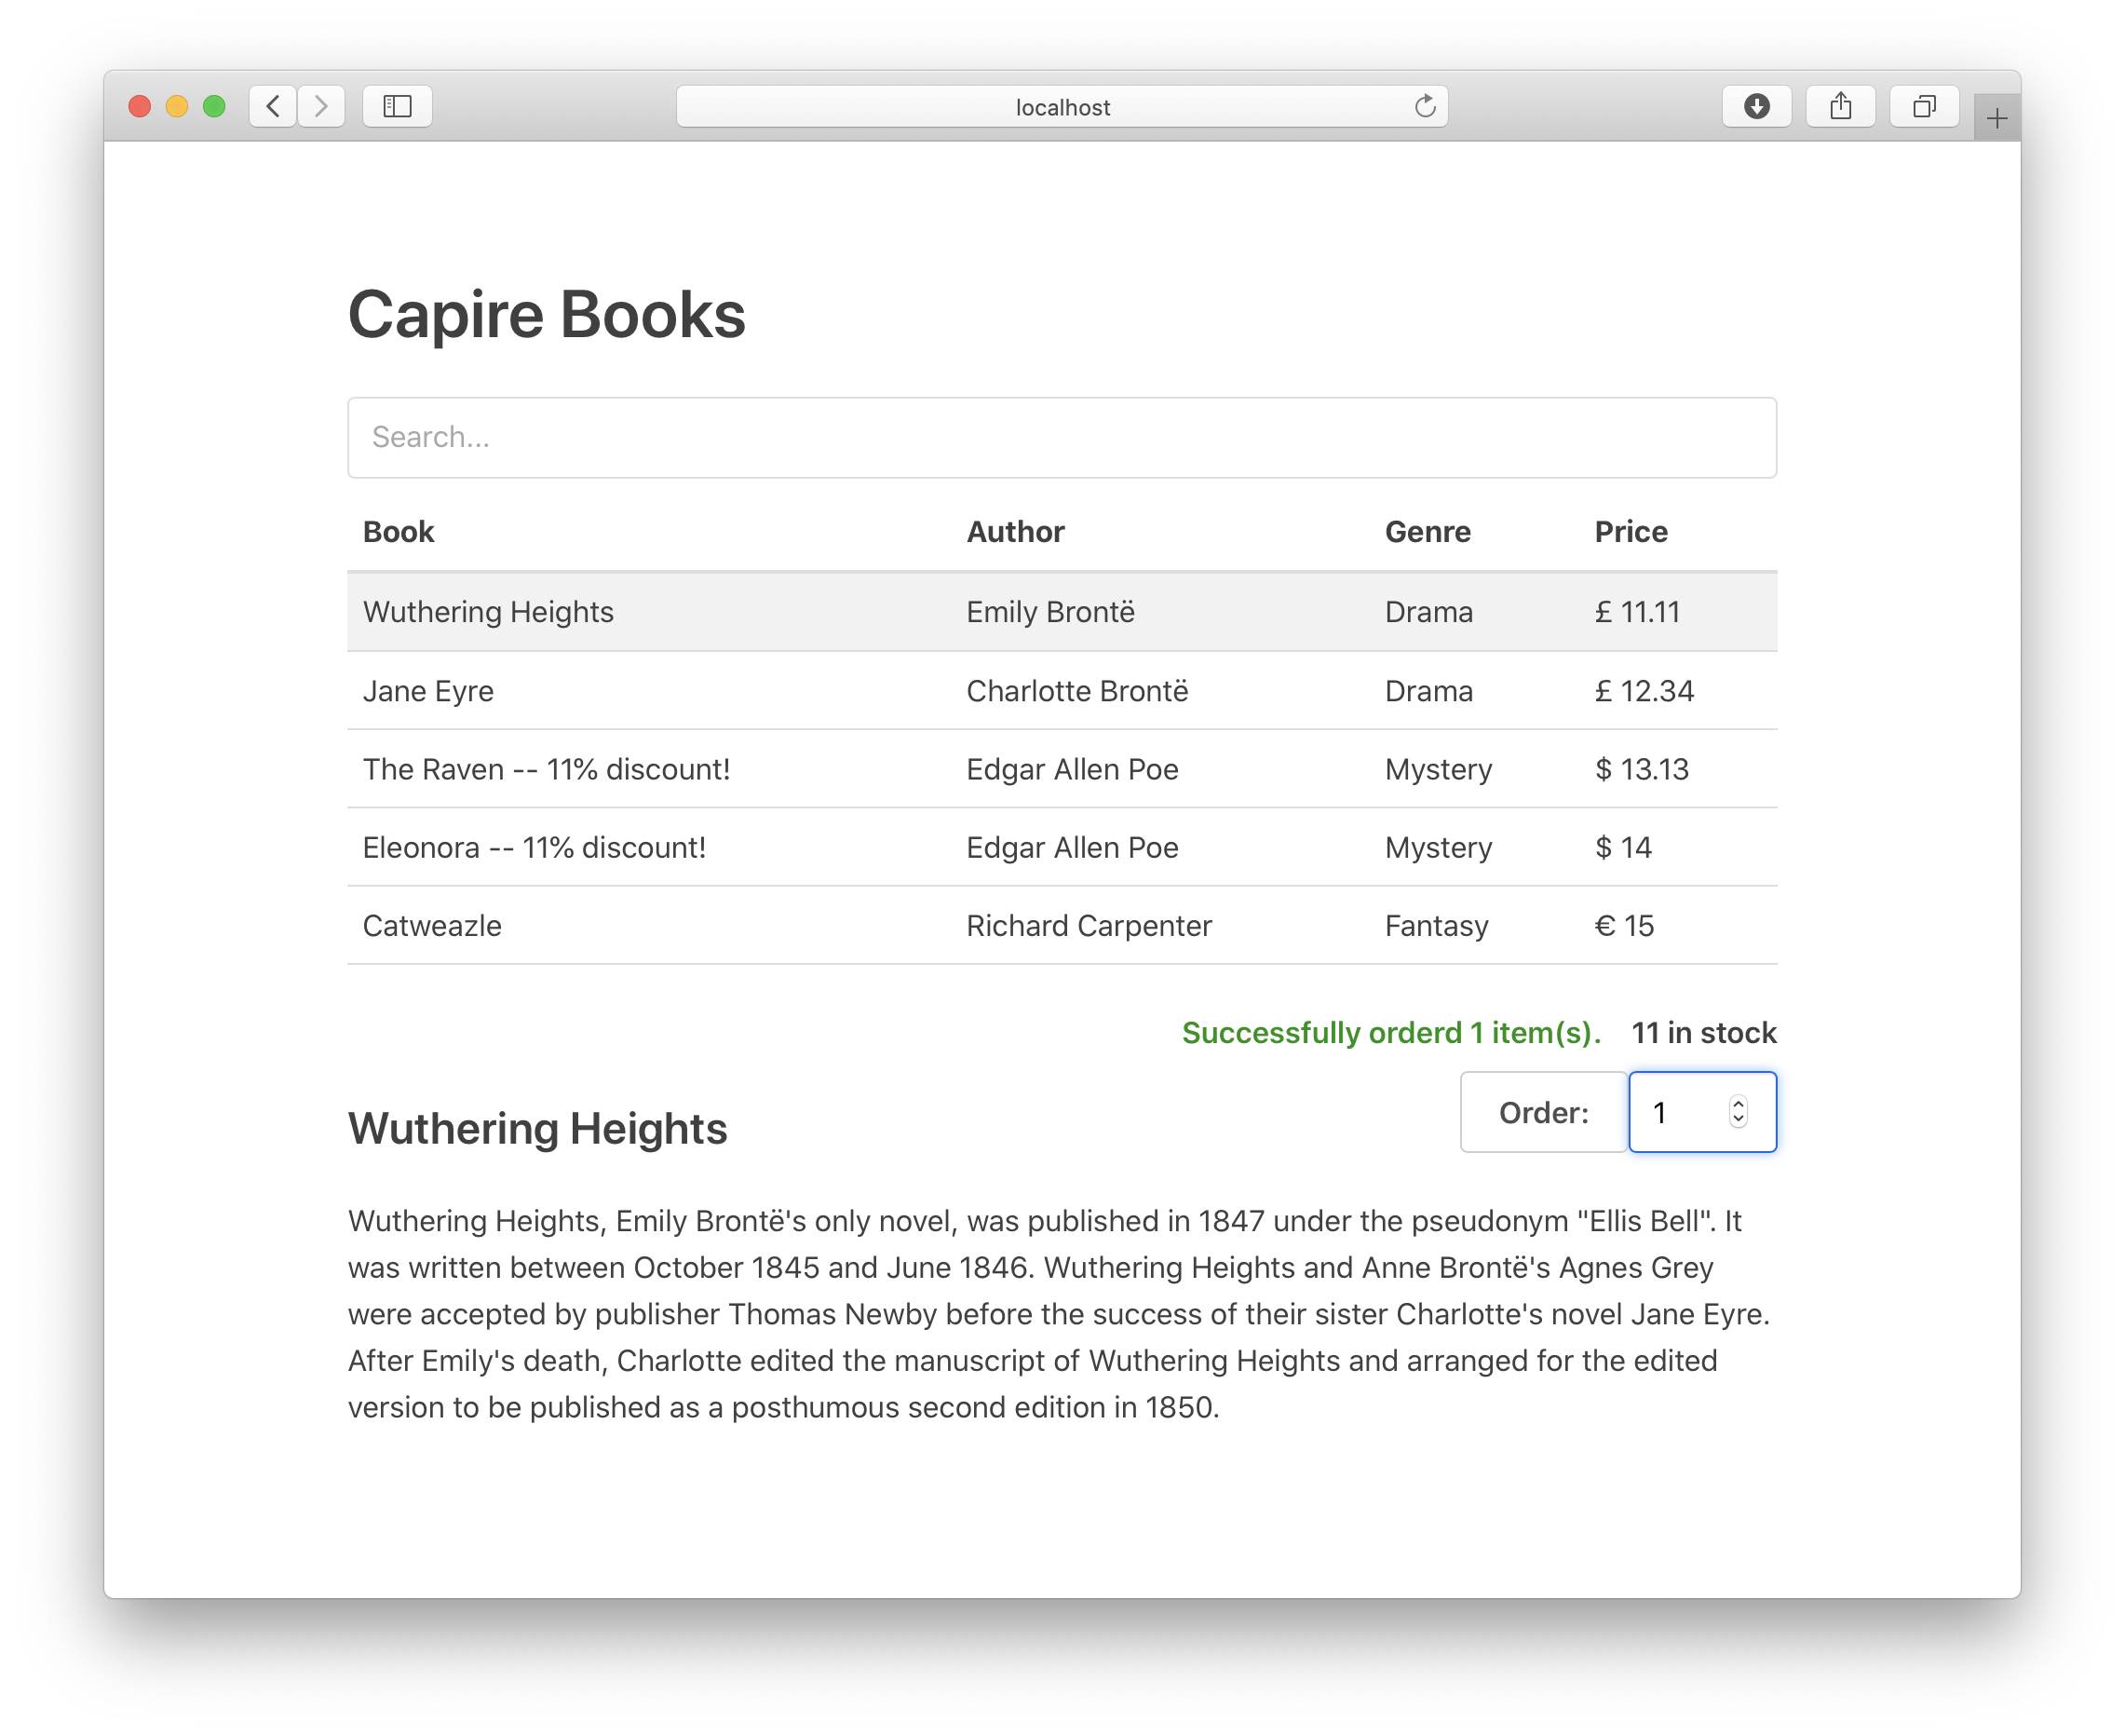 localhost
Capire Books
Search...
Book Author Genre Price
Wuthering Heights Emily Brontë Drama £ 11.11
Jane Eyre Charlotte Brontë Drama £ 12.34
The Raven -- 11% discount! Edgar Allen Poe Mystery $ 13.13
Eleonora -- 11% discount! Edgar Allen Poe Mystery $ 14
Catweazle Richard Carpenter Fantasy € 15
Successfully orderd 1 item(s). 11 in stock
Order: 1
Wuthering Heights
Wuthering Heights, Emily Brontë's only novel, was published in 1847 under the pseudonym "Ellis Bell". It
was written between October 1845 and June 1846. Wuthering Heights and Anne Brontë's Agnes Grey
were accepted by publisher Thomas Newby before the success of their sister Charlotte's novel Jane Eyre.
After Emily's death, Charlotte edited the manuscript of Wuthering Heights and arranged for the edited
version to be published as a posthumous second edition in 1850.